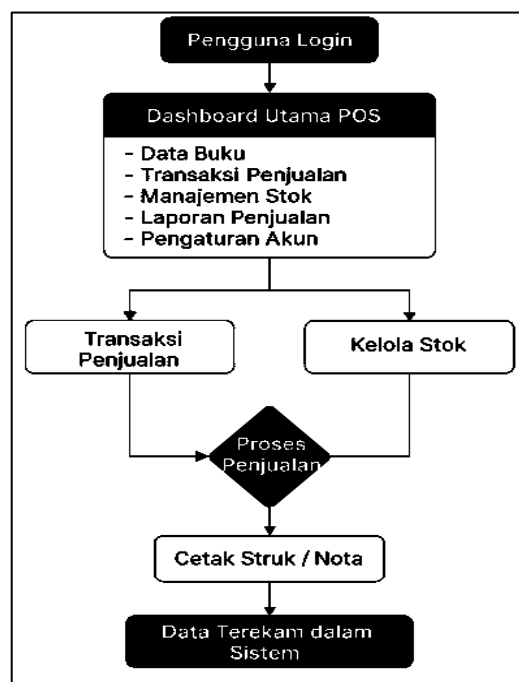 Pengguna Login
Dashboard Utama POS
- Data Buku
- Transaksi Penjualan
- Manajemen Stok
- Laporan Penjualan
- Pengaturan Akun
Transaksi
Penjualan
Kelola Stok
Proses
Penjualan
Cetak Struk / Nota
Data Terekam dalam
Sistem